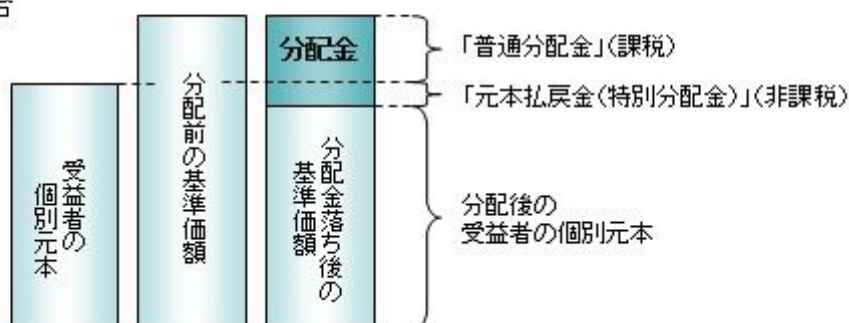 受益者の
個別元本
分配前の基準価額
分配金
分配金落ち後の
基準価額
「普通分配金」(課税)
「元本払戻金(特別分配金)」(非課税)
分配後の
受益者の個別元本